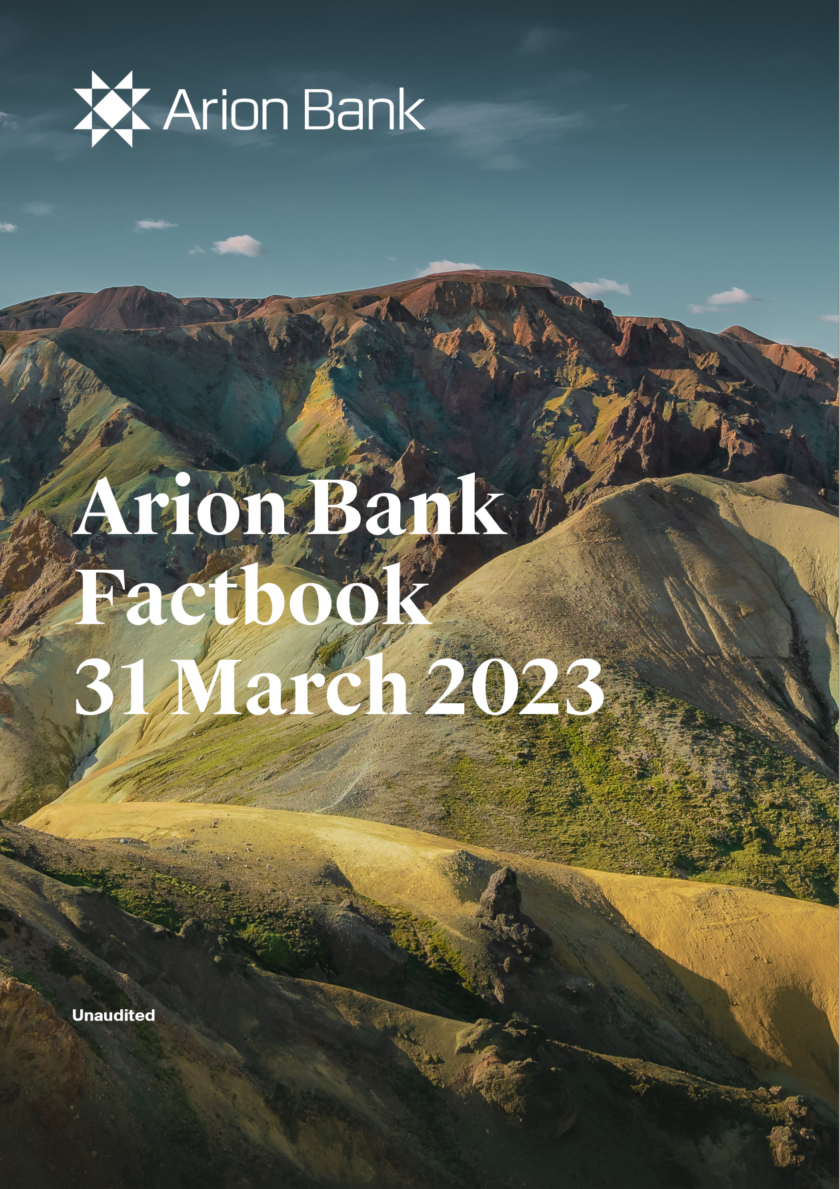 Arion Bank
Arion Bank
Factbook
31 March 2023
Unaudited